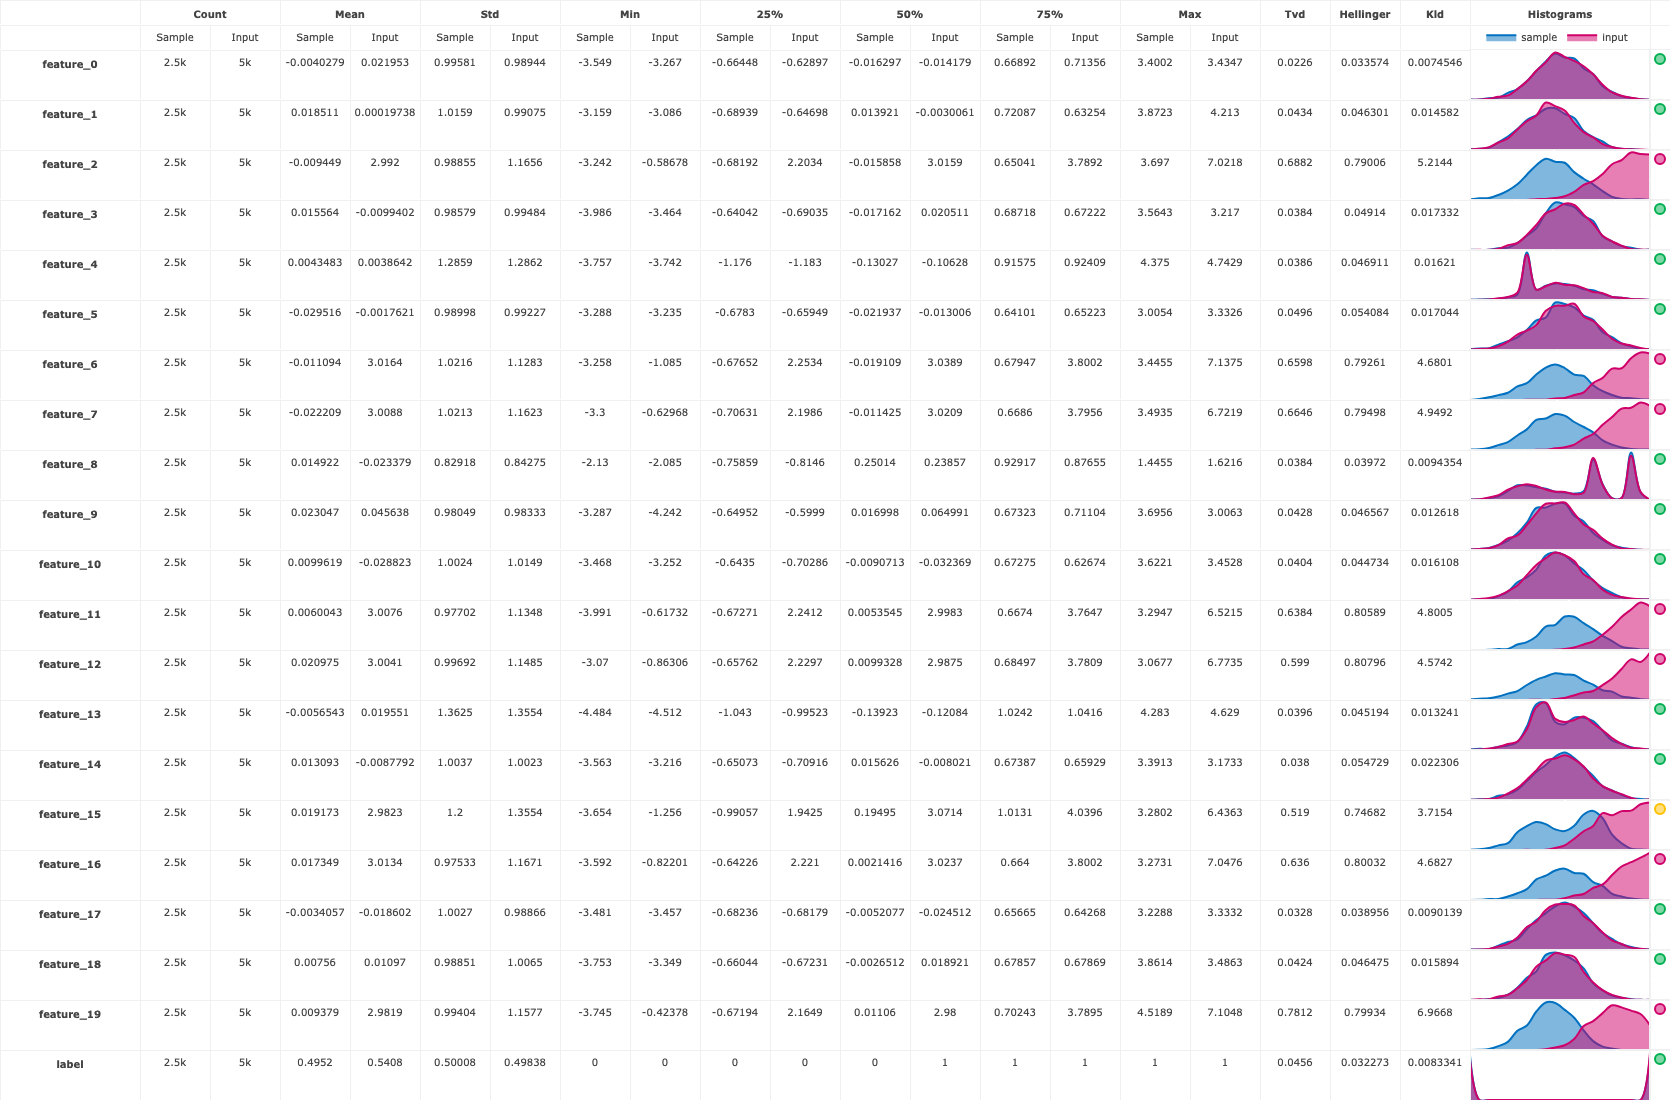 Count Mean Std Min 25% 50% 75% Max Tvd Hellinger Kld Histograms
Sample Input Sample Input Sample Input Sample Input Sample Input Sample Input Sample Input Sample Input sample input
feature_0 2.5k 5k -0.0040279 0.021953 0.99581 0.98944 -3.549 -3.267 -0.66448 -0.62897 -0.016297 -0.014179 0.66892 0.71356 3.4002 3.4347 0.0226 0.033574 0.0074546
feature_1 2.5k 5k 0.018511 0.00019738 1.0159 0.99075 -3.159 -3.086 -0.68939 -0.64698 0.013921 -0.0030061 0.72087 0.63254 3.8723 4.213 0.0434 0.046301 0.014582
feature_2 2.5k 5k -0.009449 2.992 0.98855 1.1656 -3.242 -0.58678 -0.68192 2.2034 -0.015858 3.0159 0.65041 3.7892 3.697 7.0218 0.6882 0.79006 5.2144
feature_3 2.5k 5k 0.015564 -0.0099402 0.98579 0.99484 -3.986 -3.464 -0.64042 -0.69035 -0.017162 0.020511 0.68718 0.67222 3.5643 3.217 0.0384 0.04914 0.017332
feature_4 2.5k 5k 0.0043483 0.0038642 1.2859 1.2862 -3.757 -3.742 -1.176 -1.183 -0.13027 -0.10628 0.91575 0.92409 4.375 4.7429 0.0386 0.046911 0.01621
feature_5 2.5k 5k -0.029516 -0.0017621 0.98998 0.99227 -3.288 -3.235 -0.6783 -0.65949 -0.021937 -0.013006 0.64101 0.65223 3.0054 3.3326 0.0496 0.054084 0.017044
feature_6 2.5k 5k -0.011094 3.0164 1.0216 1.1283 -3.258 -1.085 -0.67652 2.2534 -0.019109 3.0389 0.67947 3.8002 3.4455 7.1375 0.6598 0.79261 4.6801
feature_7 2.5k 5k -0.022209 3.0088 1.0213 1.1623 -3.3 -0.62968 -0.70631 2.1986 -0.011425 3.0209 0.6686 3.7956 3.4935 6.7219 0.6646 0.79498 4.9492
feature_8 2.5k 5k 0.014922 -0.023379 0.82918 0.84275 -2.13 -2.085 -0.75859 -0.8146 0.25014 0.23857 0.92917 0.87655 1.4455 1.6216 0.0384 0.03972 0.0094354
feature_9 2.5k 5k 0.023047 0.045638 0.98049 0.98333 -3.287 -4.242 -0.64952 -0.5999 0.016998 0.064991 0.67323 0.71104 3.6956 3.0063 0.0428 0.046567 0.012618
feature_10 2.5k 5k 0.0099619 -0.028823 1.0024 1.0149 -3.468 -3.252 -0.6435 -0.70286 -0.0090713 -0.032369 0.67275 0.62674 3.6221 3.4528 0.0404 0.044734 0.016108
feature_11 2.5k 5k 0.0060043 3.0076 0.97702 1.1348 -3.991 -0.61732 -0.67271 2.2412 0.0053545 2.9983 0.6674 3.7647 3.2947 6.5215 0.6384 0.80589 4.8005
feature_12 2.5k 5k 0.020975 3.0041 0.99692 1.1485 -3.07 -0.86306 -0.65762 2.2297 0.0099328 2.9875 0.68497 3.7809 3.0677 6.7735 0.599 0.80796 4.5742
feature_13 2.5k 5k -0.0056543 0.019551 1.3625 1.3554 -4.484 -4.512 -1.043 -0.99523 -0.13923 -0.12084 1.0242 1.0416 4.283 4.629 0.0396 0.045194 0.013241
feature_14 2.5k 5k 0.013093 -0.0087792 1.0037 1.0023 -3.563 -3.216 -0.65073 -0.70916 0.015626 -0.008021 0.67387 0.65929 3.3913 3.1733 0.038 0.054729 0.022306
feature_15 2.5k 5k 0.019173 2.9823 1.2 1.3554 -3.654 -1.256 -0.99057 1.9425 0.19495 3.0714 1.0131 4.0396 3.2802 6.4363 0.519 0.74682 3.7154
feature_16 2.5k 5k 0.017349 3.0134 0.97533 1.1671 -3.592 -0.82201 -0.64226 2.221 0.0021416 3.0237 0.664 3.8002 3.2731 7.0476 0.636 0.80032 4.6827
feature_17 2.5k 5k -0.0034057 -0.018602 1.0027 0.98866 -3.481 -3.457 -0.68236 -0.68179 -0.0052077 -0.024512 0.65665 0.64268 3.2288 3.3332 0.0328 0.038956 0.0090139
feature_18 2.5k 5k 0.00756 0.01097 0.98851 1.0065 -3.753 -3.349 -0.66044 -0.67231 -0.0026512 0.018921 0.67857 0.67869 3.8614 3.4863 0.0424 0.046475 0.015894
feature_19 2.5k 5k 0.009379 2.9819 0.99404 1.1577 -3.745 -0.42378 -0.67194 2.1649 0.01106 2.98 0.70243 3.7895 4.5189 7.1048 0.7812 0.79934 6.9668
label 2.5k 5k 0.4952 0.5408 0.50008 0.49838 0 0 0 0 0 1 1 1 1 1 0.0456 0.032273 0.0083341